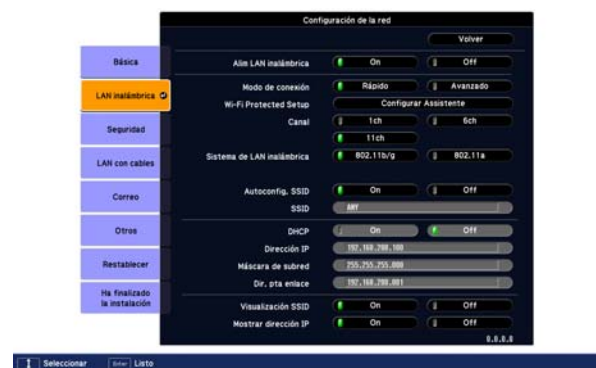 Configuración de la red
Volver
Básica
LAN inalámbrica
Seguridad
LAN con cables
Correo
Otros
Restablecer
Ha finalizado
la instalación
Alim LAN inalámbrica On Off
Modo de conexión Rápido Avanzado
Wi-Fi Protected Setup Configurar Asistente
Canal 1ch 6ch
11ch
Sistema de LAN inalámbrica 802.11b/g 802.11a
Autoconfig. SSID On Off
SSID ANY
DHCP On Off
Dirección IP 192.168.200.100
Máscara de subred 255.255.255.000
Dir. pta enlace 192.168.200.001
Visualización SSID On Off
Mostrar dirección IP On Off
0.0.0.0
Seleccionar Enter Listo